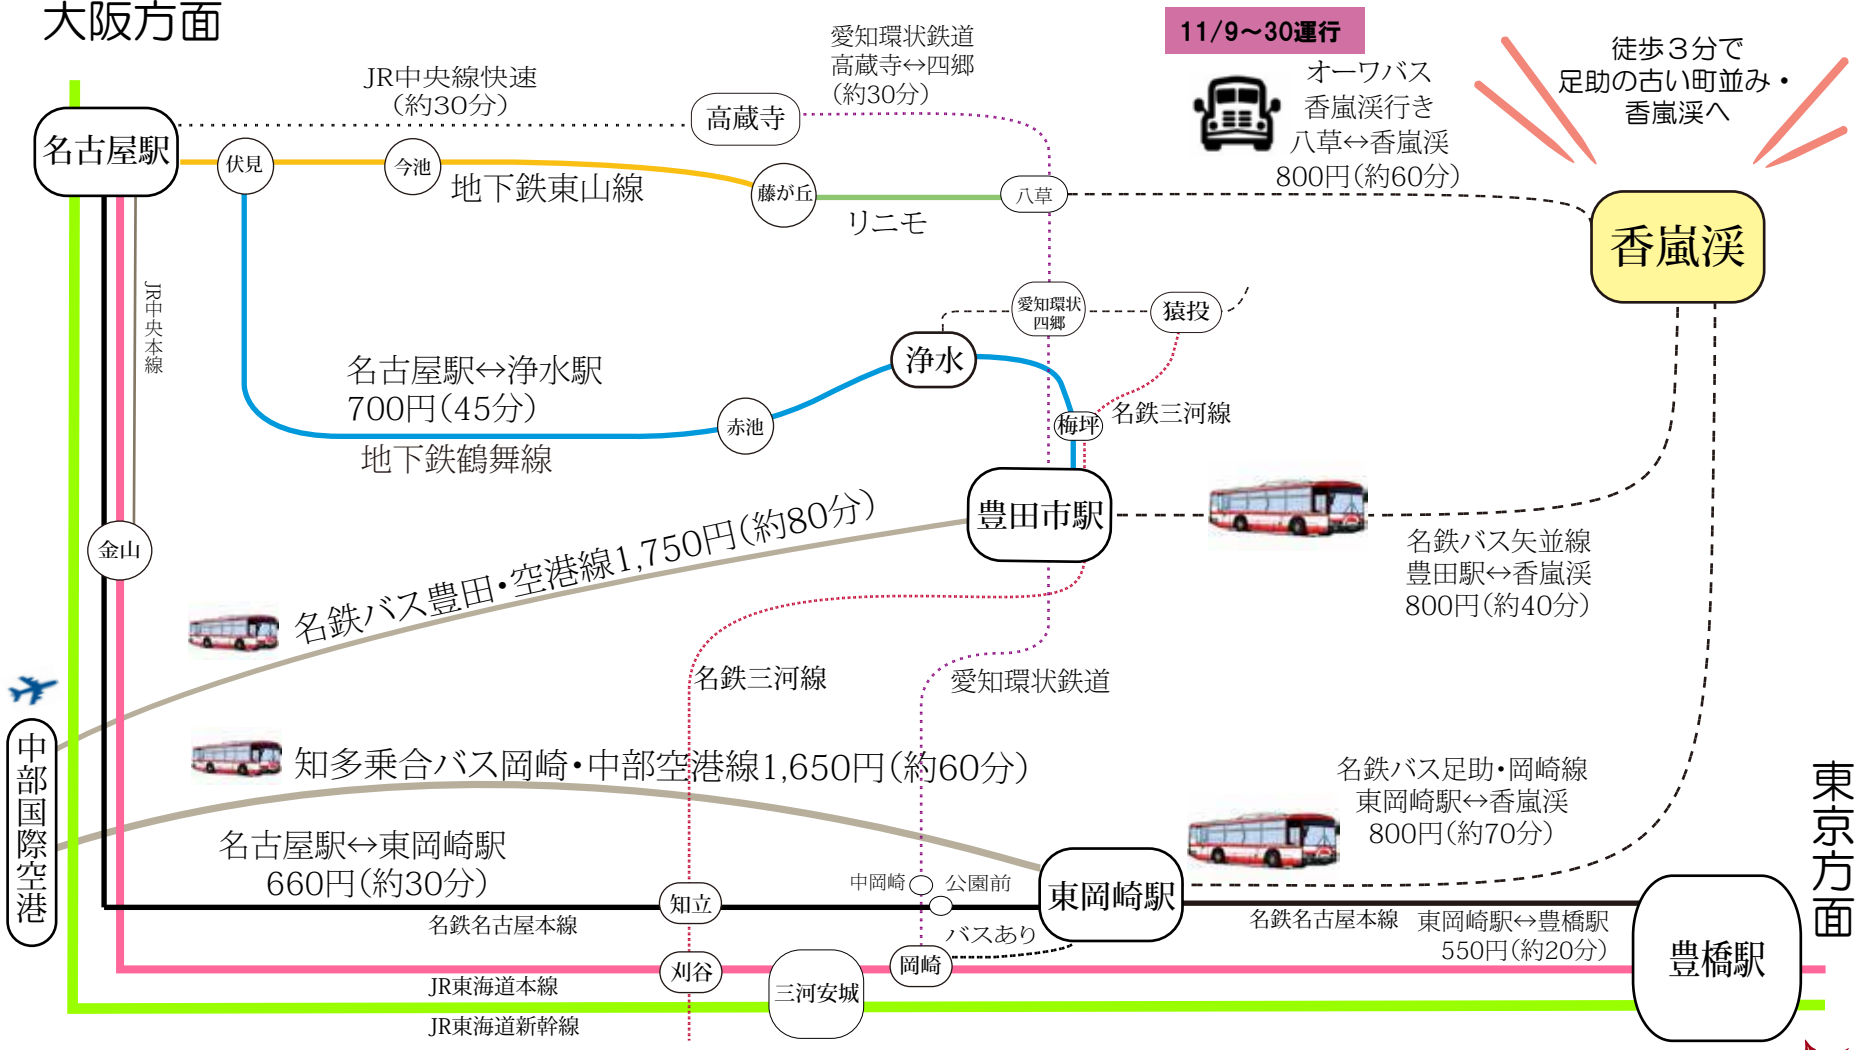 大阪方面
11/9～30運行
愛知環状鉄道
高蔵寺↔四郷
(約30分)
JR中央線快速
(約30分)
オーワバス
香嵐渓行き
八草↔香嵐渓
800円(約60分)
徒歩３分で
足助の古い町並み・
香嵐渓へ
名古屋駅
高蔵寺
伏見
今池
地下鉄東山線
藤が丘
リニモ
八草
香嵐渓
JR中央本線
愛知環状
四郷
猿投
名古屋駅↔浄水駅
700円(45分)
浄水
赤池
梅坪
名鉄三河線
地下鉄鶴舞線
豊田市駅
名鉄バス豊田・空港線1,750円(約80分)
金山
名鉄バス矢並線
豊田駅↔香嵐渓
800円(約40分)
名鉄三河線
愛知環状鉄道
中部国際空港
知多乗合バス岡崎・中部空港線1,650円(約60分)
名鉄バス足助・岡崎線
東岡崎駅↔香嵐渓
800円(約70分)
東京方面
名古屋駅↔東岡崎駅
660円(約30分)
知立
中岡崎
公園前
東岡崎駅
名鉄名古屋本線
名鉄名古屋本線
東岡崎駅↔豊橋駅
550円(約20分)
バスあり
刈谷
岡崎
三河安城
豊橋駅
JR東海道本線
JR東海道新幹線